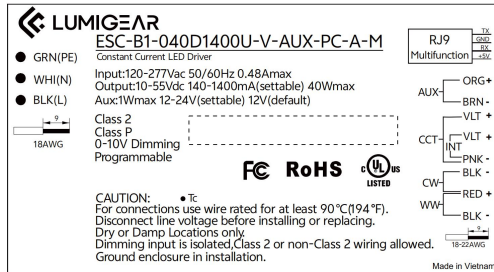 LUMIGEAR
ESC-B1-040D1400U-V-AUX-PC-A-M
Constant Current LED Driver
GRN(PE)
WHI(N)
BLK(L)
9
18AWG
Input:120-277Vac 50/60Hz 0.48Amax
Output:10-55Vdc 140-1400mA(settable) 40Wmax
Aux:1Wmax 12-24V(settable) 12V(default)
Class 2
Class P
0-10V Dimming
Programmable
FC RoHS c UL us
LISTED
CAUTION: Tc
For connections use wire rated for at least 90°C(194°F).
Disconnect line voltage before installing or replacing.
Dry or Damp Locations only.
Dimming input is isolated,Class 2 or non-Class 2 wiring allowed.
Ground enclosure in installation.
RJ9
Multifunction
TX
GND
RX
+5V
AUX
ORG+
BRN-
CCT
VLT +
INT
VLT +
PNK -
CW
BLK -
RED +
WW
BLK -
9
18-22AWG
Made in Vietnam